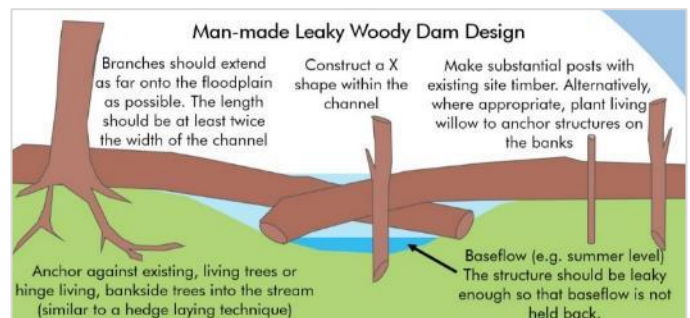 Man-made Leaky Woody Dam Design
Branches should extend
as far onto the floodplain
as possible. The length
should be at least twice
the width of the channel
Construct a X
shape within the
channel
Make substantial posts with
existing site timber. Alternatively,
where appropriate, plant living
willow to anchor structures on
the banks
Anchor against existing, living trees or
hinge living, bankside trees into the stream
(similar to a hedge laying technique)
Baseflow (e.g. summer level)
The structure should be leaky
enough so that baseflow is not
held back.